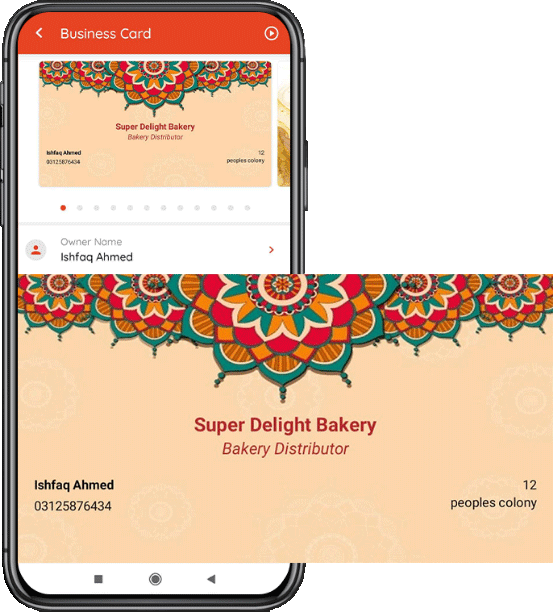 Business Card
Super Delight Bakery
Bakery Distributor
Ishfaq Ahmed
03125876434
12
peoples colony
Owner Name
Ishfaq Ahmed
Super Delight Bakery
Bakery Distributor
Ishfaq Ahmed
03125876434
12
peoples colony